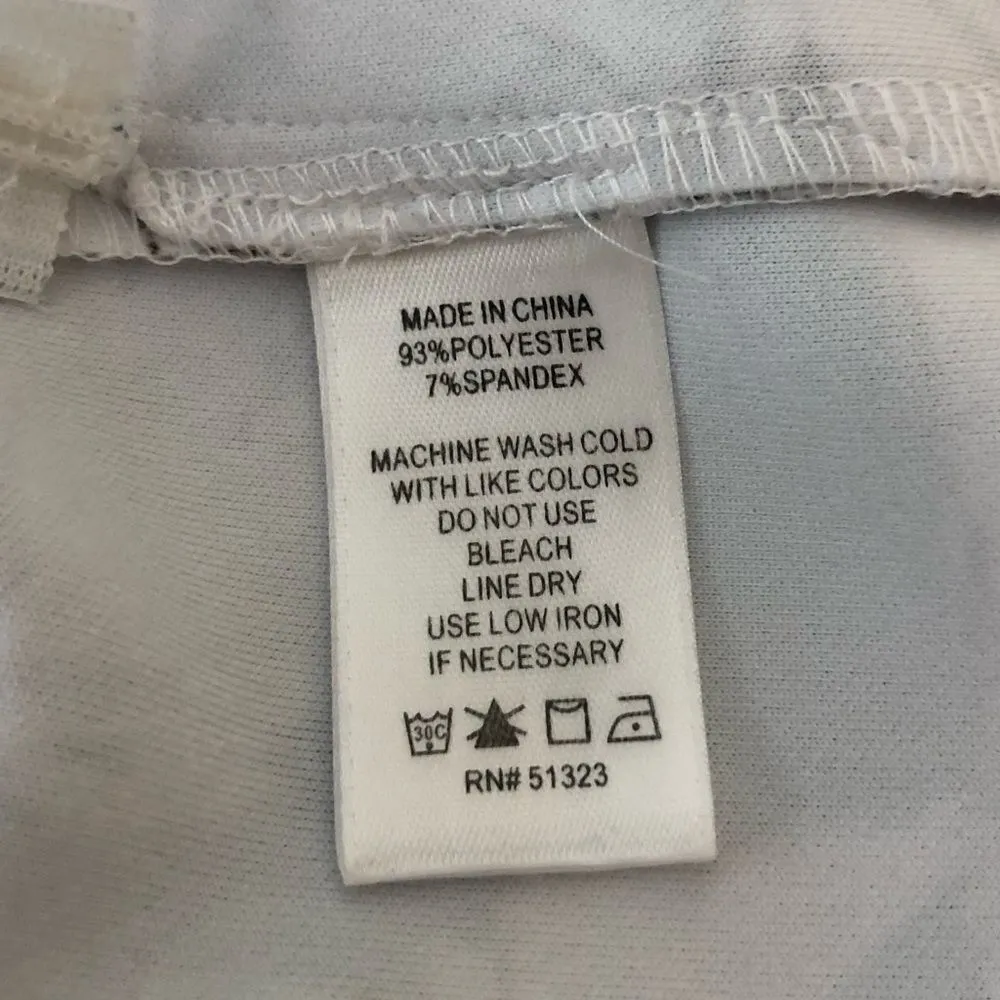 MADE IN CHINA
93%POLYESTER
7%SPANDEX
MACHINE WASH COLD
WITH LIKE COLORS
DO NOT USE
BLEACH
LINE DRY
USE LOW IRON
IF NECESSARY
30C
RN# 51323